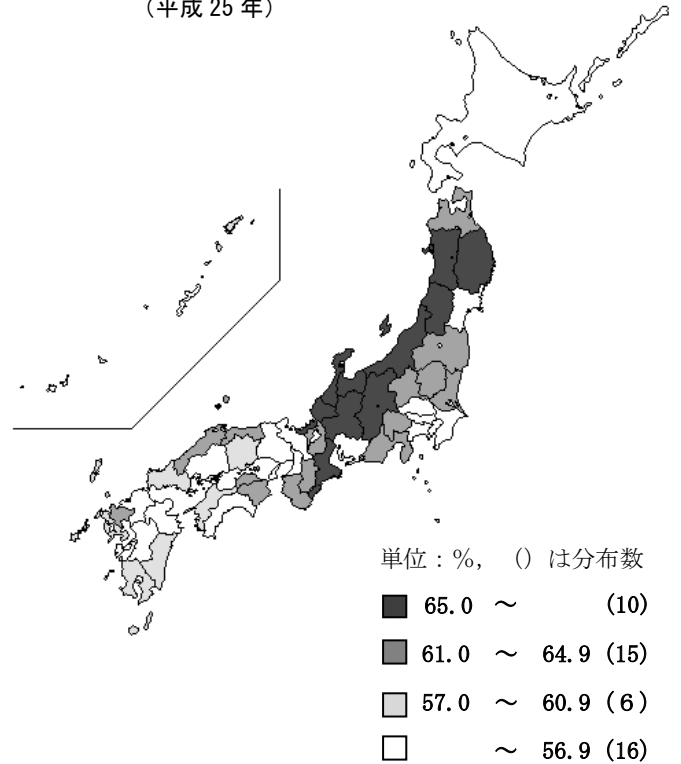 (平成 25 年)
単位：%, () は分布数
65.0 ～ (10)
61.0 ～ 64.9 (15)
57.0 ～ 60.9 (6)
～ 56.9 (16)